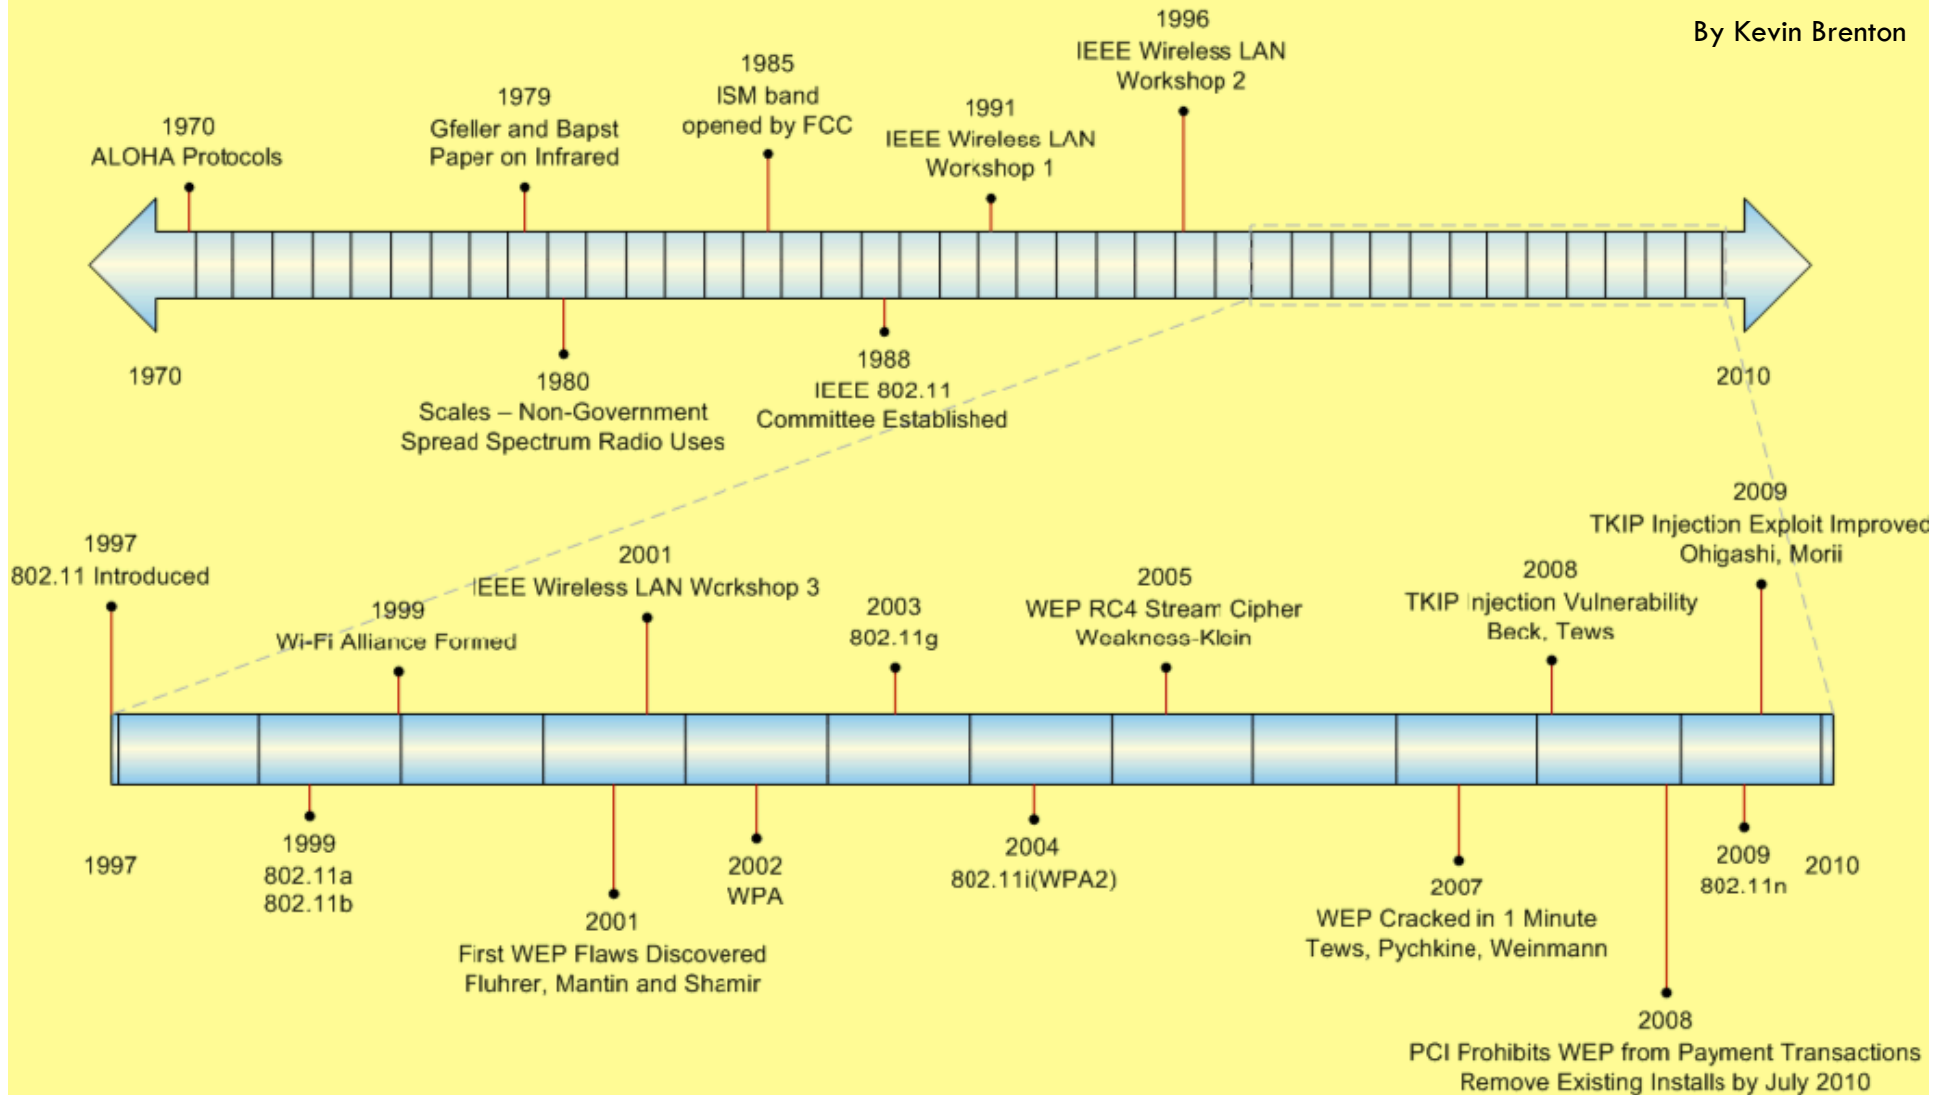 By Kevin Brenton
1970
ALOHA Protocols
1979
Gfeller and Bapst
Paper on Infrared
1985
ISM band
opened by FCC
1991
IEEE Wireless LAN
Workshop 1
1996
IEEE Wireless LAN
Workshop 2
1970
1980
Scales – Non-Government
Spread Spectrum Radio Uses
1988
IEEE 802.11
Committee Established
2010
1997
802.11 Introduced
1999
Wi-Fi Alliance Formed
2001
IEEE Wireless LAN Workshop 3
2003
802.11g
2005
WEP RC4 Stream Cipher
Weakness-Klein
2008
TKIP Injection Vulnerability
Beck, Tews
2009
TKIP Injection Exploit Improved
Ohigashi, Morii
1997
1999
802.11a
802.11b
2001
First WEP Flaws Discovered
Fluhrer, Mantin and Shamir
2002
WPA
2004
802.11i(WPA2)
2007
WEP Cracked in 1 Minute
Tews, Pychkine, Weinmann
2008
PCI Prohibits WEP from Payment Transactions
Remove Existing Installs by July 2010
2009
802.11n
2010